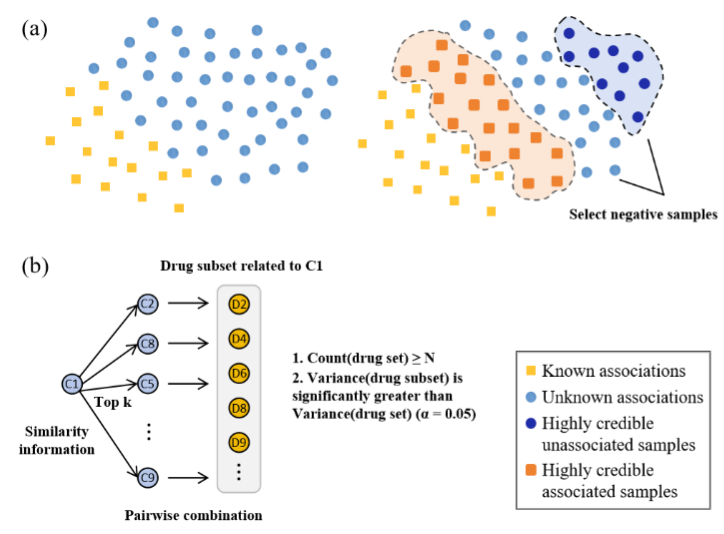 (a)
Select negative samples
(b)
Drug subset related to C1
C1
C2
C8
C5
C9
Top k
Similarity
information
D2
D4
D6
D8
D9
Pairwise combination
1. Count(drug set) ≥ N
2. Variance(drug subset) is
significantly greater than
Variance(drug set) (α = 0.05)
Known associations
Unknown associations
Highly credible
unassociated samples
Highly credible
associated samples